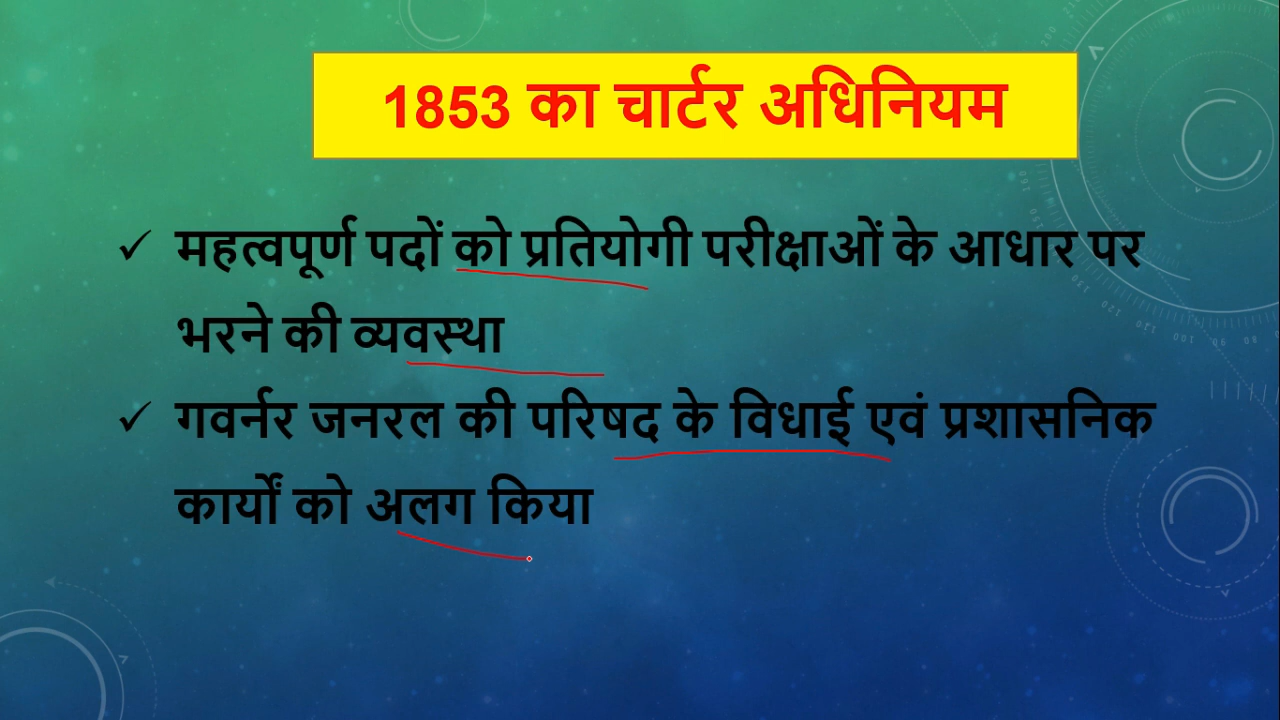 1853 का चार्टर अधिनियम
✓ महत्वपूर्ण पदों को प्रतियोगी परीक्षाओं के आधार पर
भरने की व्यवस्था
✓ गवर्नर जनरल की परिषद के विधाई एवं प्रशासनिक
कार्यों को अलग किया